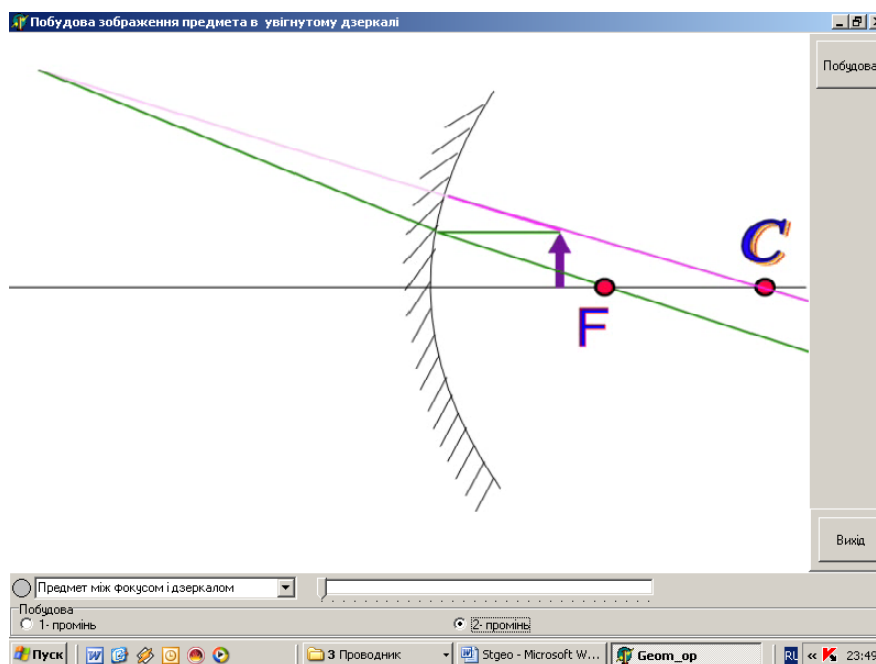 Побудова зображення предмета в увігнутому дзеркалі
Побудова
C
F
Вихід
Предмет між фокусом і дзеркалом
Побудова
1- промінь
2- промінь
Пуск
3 Проводник
Stgeo - Microsoft W...
Geom_op
RU
«
23:49